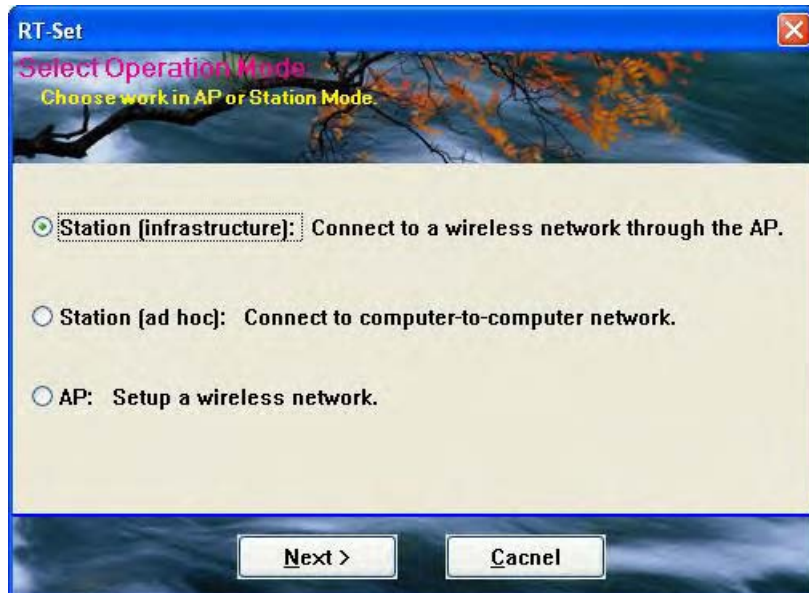 RT-Set
Select Operation Mode
Choose work in AP or Station Mode.
Station (infrastructure): Connect to a wireless network through the AP.
Station (ad hoc): Connect to computer-to-computer network.
AP: Setup a wireless network.
Next >
Cacnel